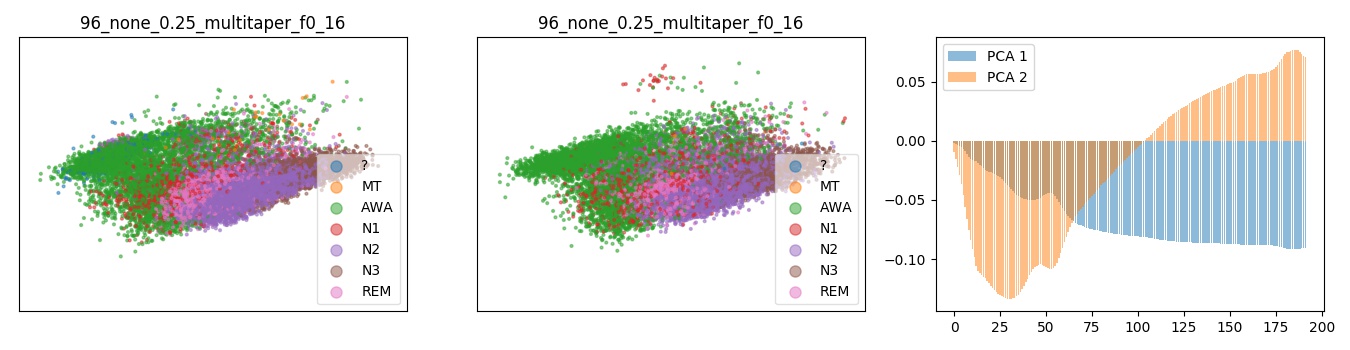 96_none_0.25_multitaper_f0_16
?
MT
AWA
N1
N2
N3
REM
96_none_0.25_multitaper_f0_16
?
MT
AWA
N1
N2
N3
REM
PCA 1
PCA 2
0.05
0.00
−0.05
−0.10
0 25 50 75 100 125 150 175 200